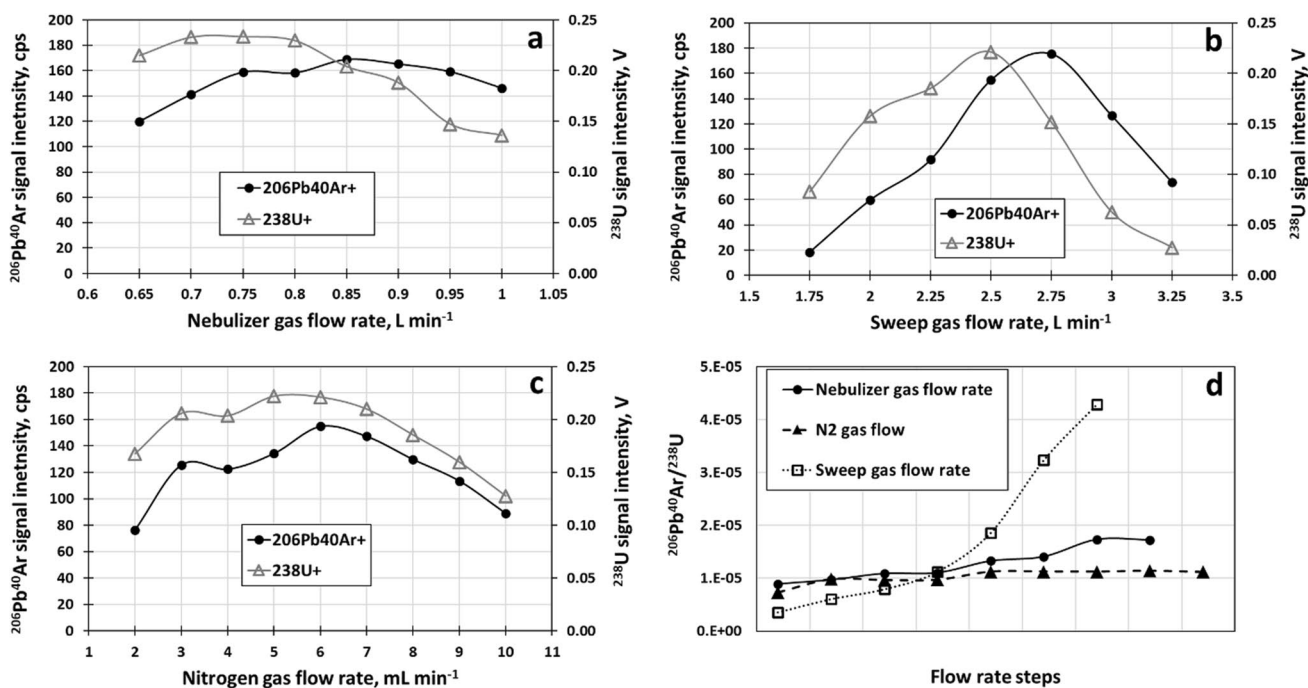 a
200
180
160
140
120
100
80
60
40
20
0
0.25
0.20
0.15
0.10
0.05
0.00
²⁰⁶Pb⁴⁰Ar signal inetnsity, cps
²³⁸U signal intensity, V
206Pb40Ar+
238U+
0.6 0.65 0.7 0.75 0.8 0.85 0.9 0.95 1 1.05
Nebulizer gas flow rate, L min⁻¹
b
200
180
160
140
120
100
80
60
40
20
0
0.25
0.20
0.15
0.10
0.05
0.00
²⁰⁶Pb⁴⁰Ar signal inetnsity, cps
²³⁸U signal intensity, V
206Pb40Ar+
238U+
1.5 1.75 2 2.25 2.5 2.75 3 3.25 3.5
Sweep gas flow rate, L min⁻¹
c
200
180
160
140
120
100
80
60
40
20
0
0.25
0.20
0.15
0.10
0.05
0.00
²⁰⁶Pb⁴⁰Ar signal inetnsity, cps
²³⁸U signal intensity, V
206Pb40Ar+
238U+
1 2 3 4 5 6 7 8 9 10 11
Nitrogen gas flow rate, mL min⁻¹
d
5.E-05
4.E-05
3.E-05
2.E-05
1.E-05
0.E+00
²⁰⁶Pb⁴⁰Ar/²³⁸U
Nebulizer gas flow rate
N2 gas flow
Sweep gas flow rate
Flow rate steps